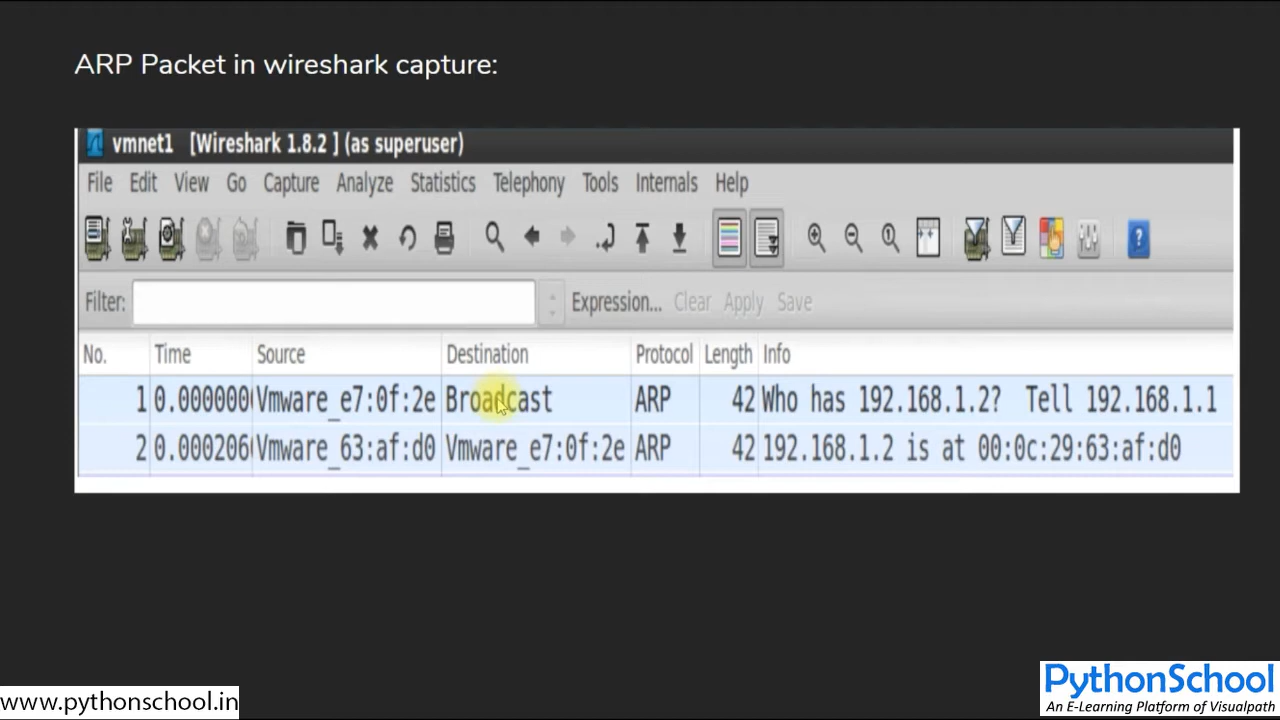 ARP Packet in wireshark capture:
vmnet1 [Wireshark 1.8.2 ] (as superuser)
File Edit View Go Capture Analyze Statistics Telephony Tools Internals Help
Filter: Expression... Clear Apply Save
No. Time Source Destination Protocol Length Info
1 0.0000000 Vmware_e7:0f:2e Broadcast ARP 42 Who has 192.168.1.2? Tell 192.168.1.1
2 0.0002060 Vmware_63:af:d0 Vmware_e7:0f:2e ARP 42 192.168.1.2 is at 00:0c:29:63:af:d0
www.pythonschool.in
PythonSchool
An E-Learning Platform of Visualpath